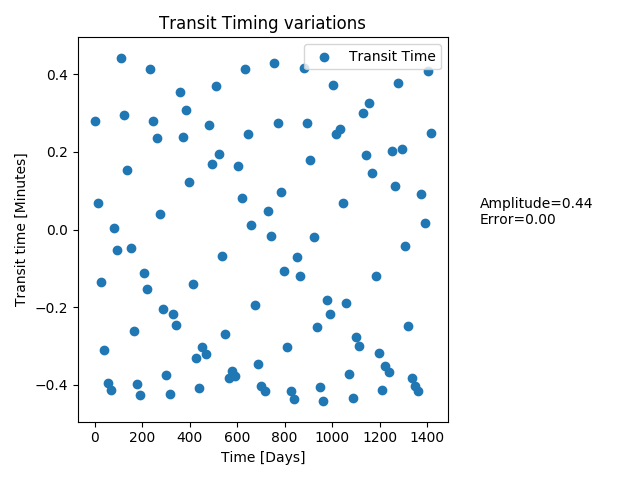 Transit Timing variations
Transit Time
0.4
0.2
0.0
−0.2
−0.4
Transit time [Minutes]
Amplitude=0.44
Error=0.00
0 200 400 600 800 1000 1200 1400
Time [Days]